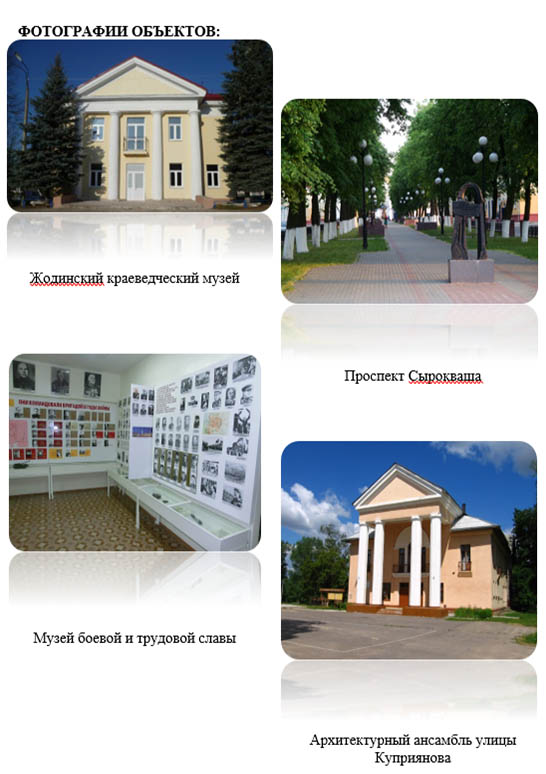 ФОТОГРАФИИ ОБЪЕКТОВ:
Жодинский краеведческий музей
Проспект Сырокваша
Музей боевой и трудовой славы
Архитектурный ансамбль улицы
Куприянова